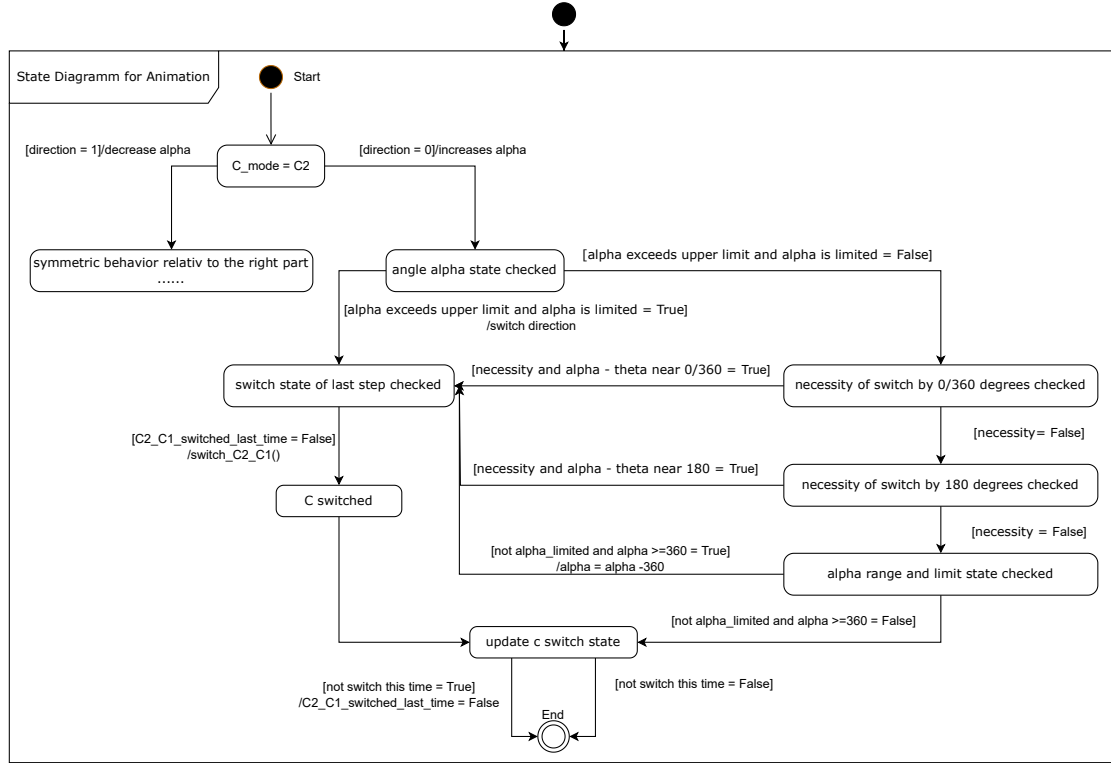 State Diagramm for Animation
Start
[direction = 1]/decrease alpha
[direction = 0]/increases alpha
C_mode = C2
symmetric behavior relativ to the right part
......
angle alpha state checked
[alpha exceeds upper limit and alpha is limited = False]
[alpha exceeds upper limit and alpha is limited = True]
/switch direction
switch state of last step checked
[necessity and alpha - theta near 0/360 = True]
necessity of switch by 0/360 degrees checked
[C2_C1_switched_last_time = False]
/switch_C2_C1()
[necessity= False]
[necessity and alpha - theta near 180 = True]
necessity of switch by 180 degrees checked
C switched
[necessity = False]
[not alpha_limited and alpha >=360 = True]
/alpha = alpha -360
alpha range and limit state checked
[not alpha_limited and alpha >=360 = False]
update c switch state
[not switch this time = True]
/C2_C1_switched_last_time = False
[not switch this time = False]
End